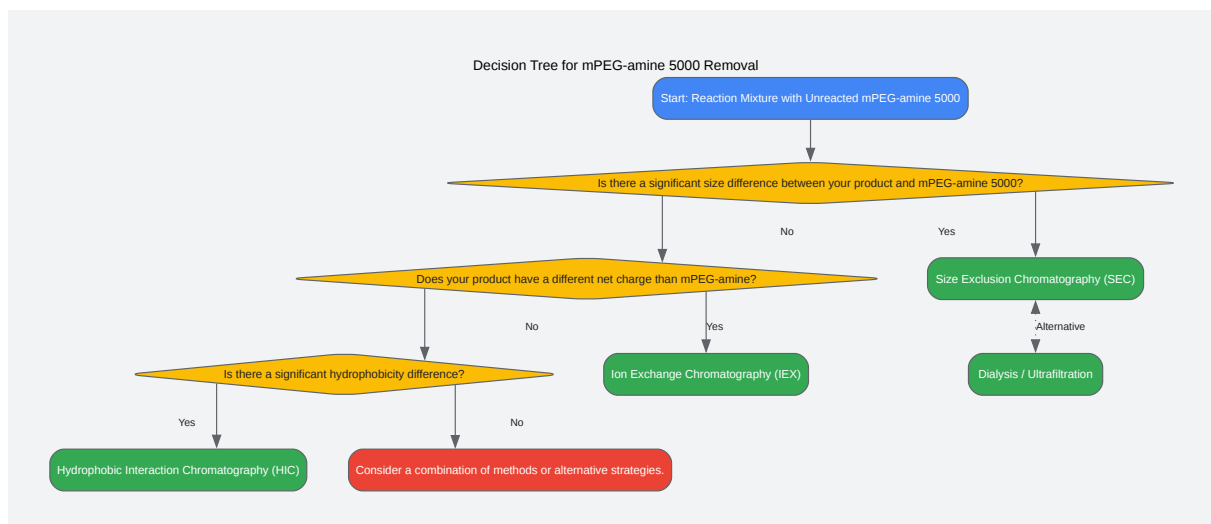 Decision Tree for mPEG-amine 5000 Removal
Start: Reaction Mixture with Unreacted mPEG-amine 5000
Is there a significant size difference between your product and mPEG-amine 5000?
No
Yes
Does your product have a different net charge than mPEG-amine?
Size Exclusion Chromatography (SEC)
No
Yes
Alternative
Is there a significant hydrophobicity difference?
Ion Exchange Chromatography (IEX)
Dialysis / Ultrafiltration
Yes
No
Hydrophobic Interaction Chromatography (HIC)
Consider a combination of methods or alternative strategies.